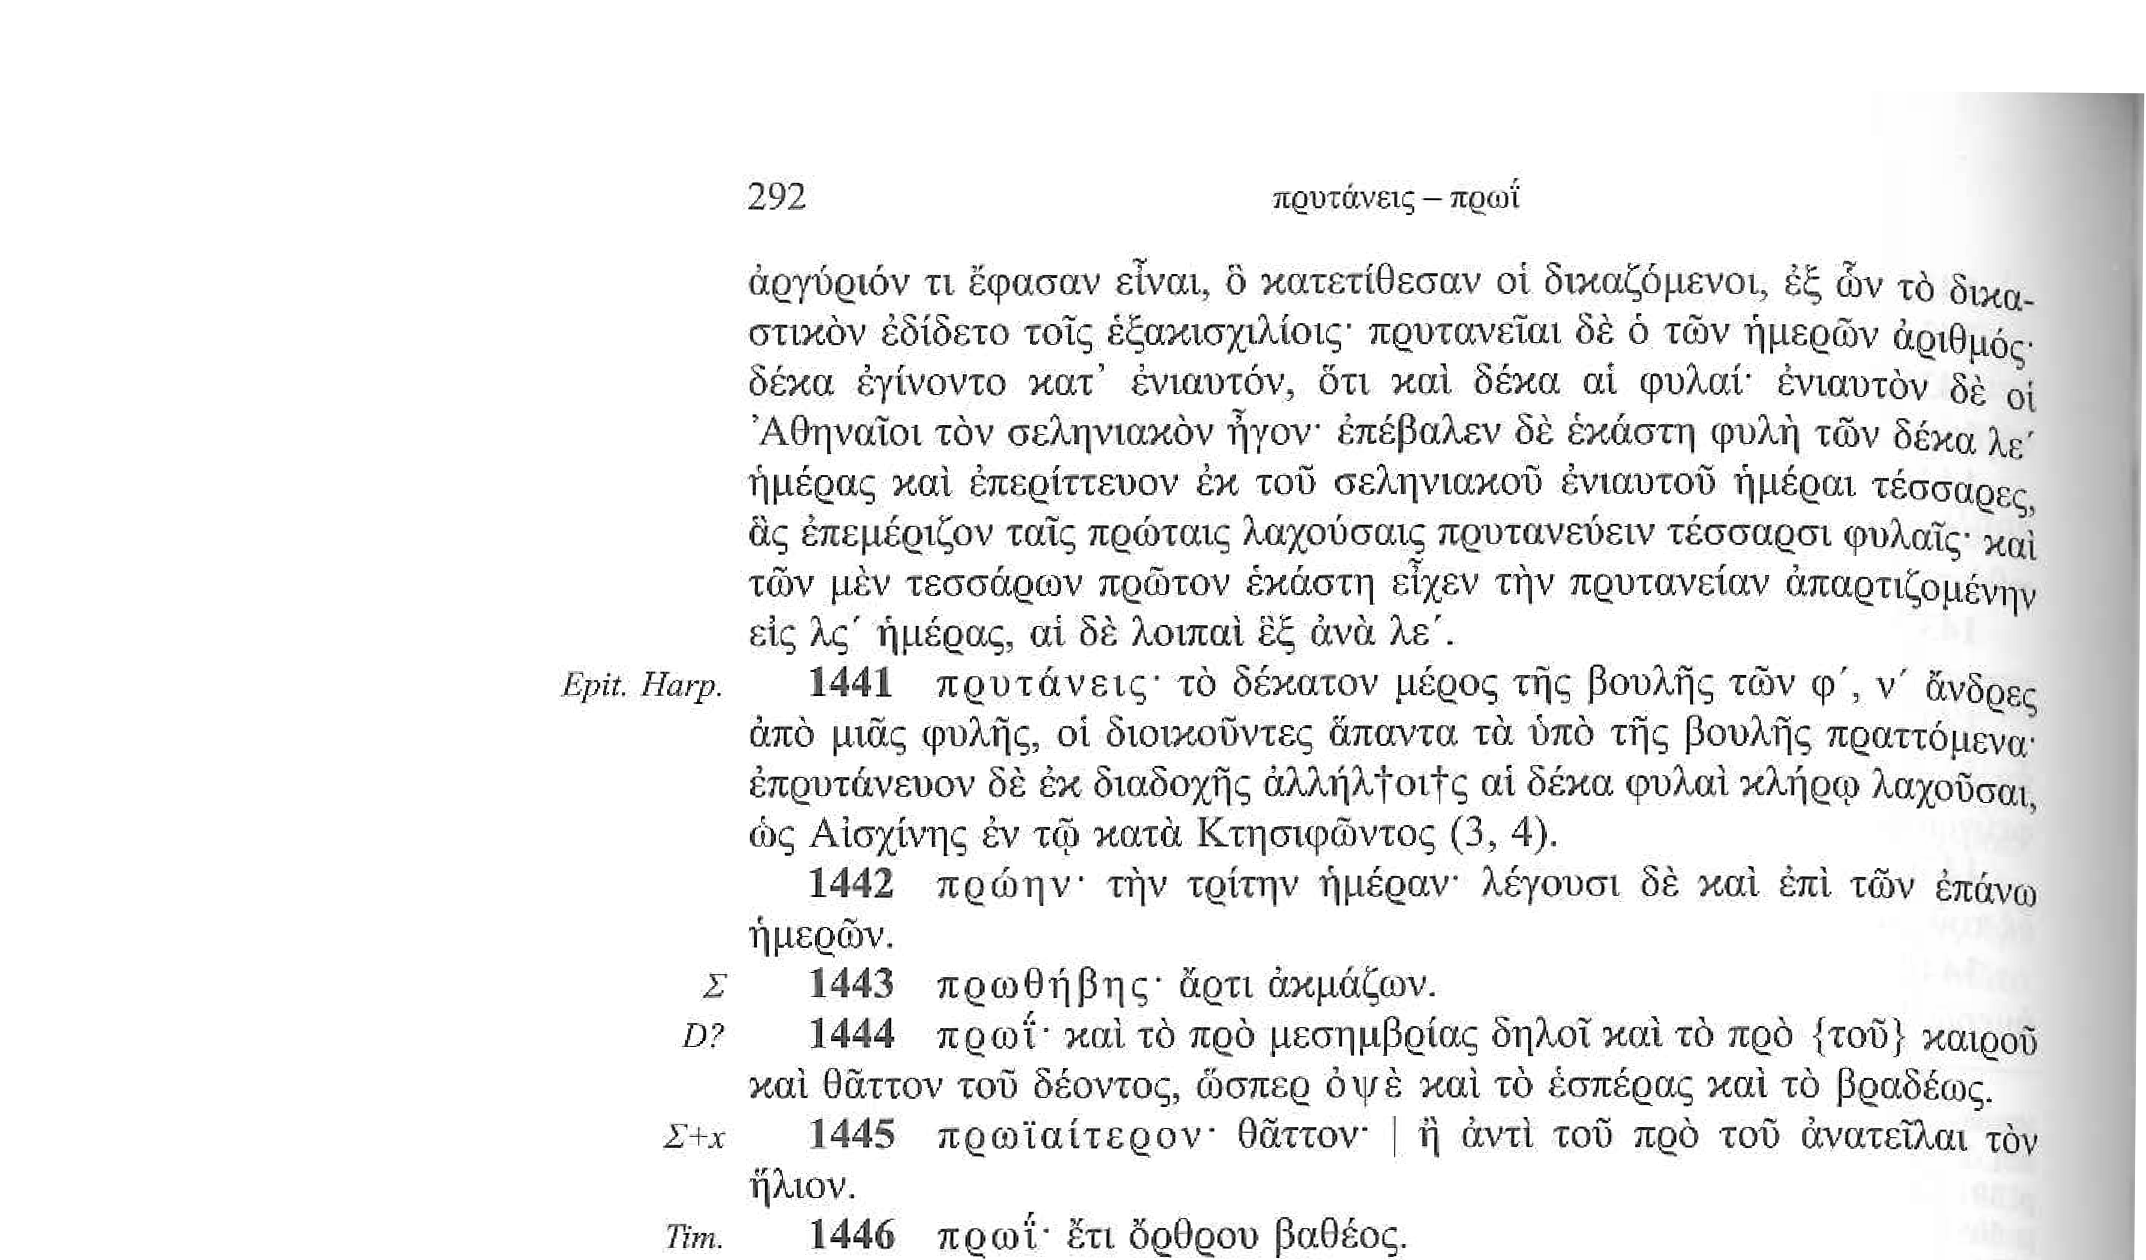 292 πρυτάνεις – πρωΐ
ἀργύριόν τι ἔφασαν εἶναι, ὃ κατετίθεσαν οἱ δικαζόμενοι, ἐξ ὧν τὸ δικα-
στικὸν ἐδίδετο τοῖς ἑξακισχιλίοις· πρυτανεῖαι δὲ ὁ τῶν ἡμερῶν ἀριθμός·
δέκα ἐγίνοντο κατ’ ἐνιαυτόν, ὅτι καὶ δέκα αἱ φυλαί· ἐνιαυτὸν δὲ οἱ
Ἀθηναῖοι τὸν σεληνιακὸν ἦγον· ἐπέβαλεν δὲ ἑκάστη φυλὴ τῶν δέκα λε´
ἡμέρας καὶ ἐπερίττευον ἐκ τοῦ σεληνιακοῦ ἐνιαυτοῦ ἡμέραι τέσσαρες,
ἃς ἐπεμέριζον ταῖς πρώταις λαχούσαις πρυτανεύειν τέσσαρσι φυλαῖς· καὶ
τῶν μὲν τεσσάρων πρῶτον ἑκάστη εἶχεν τὴν πρυτανείαν ἀπαρτιζομένην
εἰς λς´ ἡμέρας, αἱ δὲ λοιπαὶ ἓξ ἀνὰ λε´.
Epit. Harp. 1441 πρυτάνεις· τὸ δέκατον μέρος τῆς βουλῆς τῶν φ´, ν´ ἄνδρες
ἀπὸ μιᾶς φυλῆς, οἱ διοικοῦντες ἅπαντα τὰ ὑπὸ τῆς βουλῆς πραττόμενα·
ἐπρυτάνευον δὲ ἐκ διαδοχῆς ἀλλήλ†οι†ς αἱ δέκα φυλαὶ κλήρῳ λαχοῦσαι,
ὡς Αἰσχίνης ἐν τῷ κατὰ Κτησιφῶντος (3, 4).
1442 πρώην· τὴν τρίτην ἡμέραν· λέγουσι δὲ καὶ ἐπὶ τῶν ἐπάνω
ἡμερῶν.
Σ 1443 πρωθήβης· ἄρτι ἀκμάζων.
D? 1444 πρωΐ· καὶ τὸ πρὸ μεσημβρίας δηλοῖ καὶ τὸ πρὸ {τοῦ} καιροῦ
καὶ θᾶττον τοῦ δέοντος, ὥσπερ ὀψὲ καὶ τὸ ἑσπέρας καὶ τὸ βραδέως.
Σ+x 1445 πρωϊαίτερον· θᾶττον· | ἢ ἀντὶ τοῦ πρὸ τοῦ ἀνατεῖλαι τὸν
ἥλιον.
Tim. 1446 πρωΐ· ἔτι ὄρθρου βαθέος.